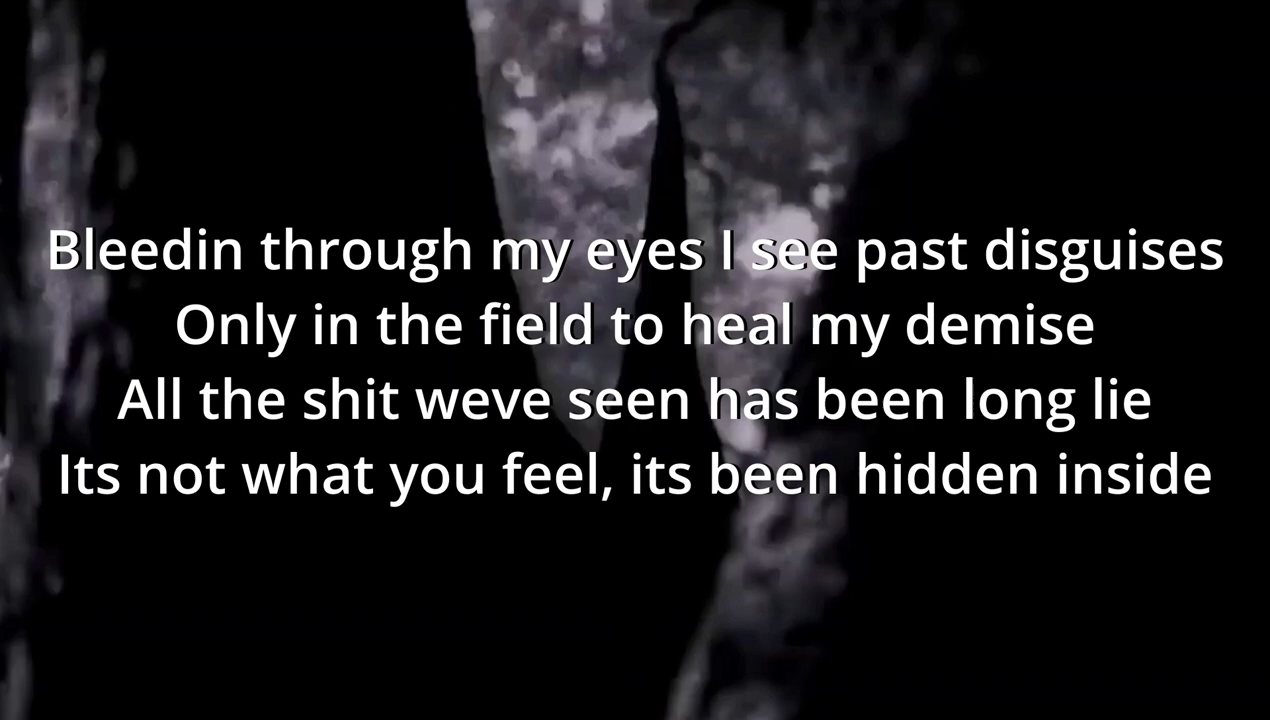 Bleedin through my eyes I see past disguises
Only in the field to heal my demise
All the shit weve seen has been long lie
Its not what you feel, its been hidden inside